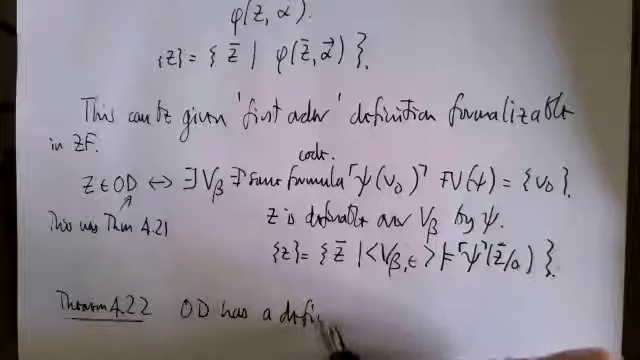 φ(z, α).
{z} = { z̄ | φ(z̄, α⃗) }.
This can be given 'first order' definition formalizable
in ZF.
code.
z ∈ OD ↔ ∃ V_β ∃ some formula ⌜ψ(v₀)⌝ FV(ψ) = {v₀}.
This was Thm 4.21
z is definable over V_β by ψ.
{z} = { z̄ | <V_β, ∈> ⊨ ⌜ψ⌝(z̄/0) }.
Theorem 4.22 OD has a defi